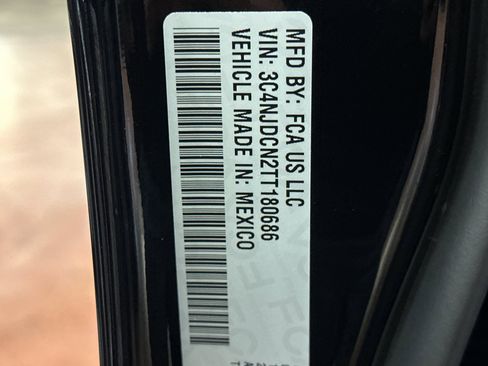 MFD BY: FCA US LLC
VIN: 3C4NJDCN2TT180686
VEHICLE MADE IN: MEXICO